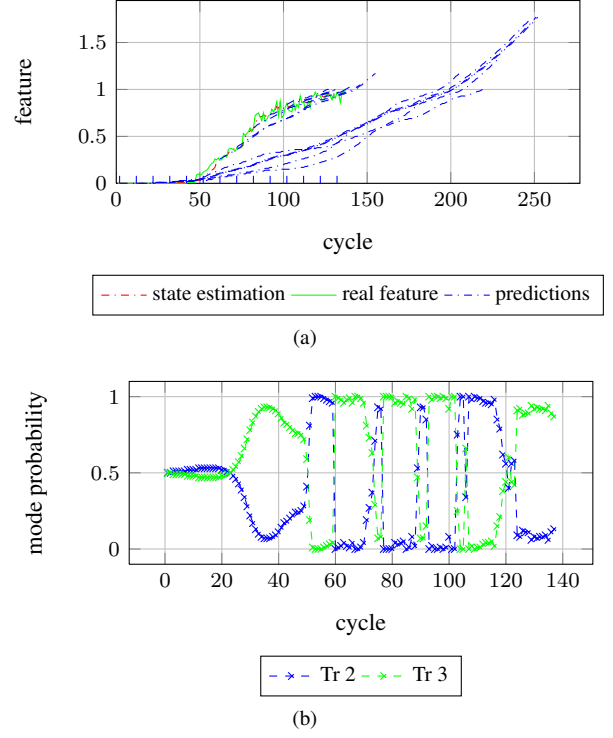 1.5
1
0.5
0
feature
0 50 100 150 200 250
cycle
state estimation real feature predictions
(a)
1
0.5
0
mode probability
0 20 40 60 80 100 120 140
cycle
Tr 2 Tr 3
(b)